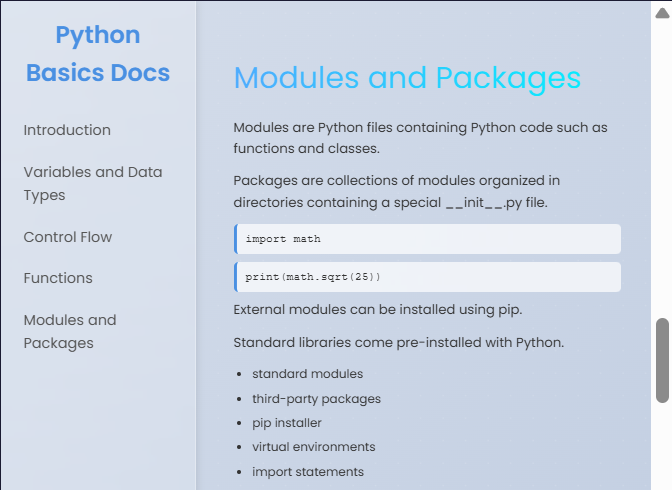 Python
Basics Docs
Introduction
Variables and Data
Types
Control Flow
Functions
Modules and
Packages
Modules and Packages
Modules are Python files containing Python code such as
functions and classes.
Packages are collections of modules organized in
directories containing a special __init__.py file.
import math
print(math.sqrt(25))
External modules can be installed using pip.
Standard libraries come pre-installed with Python.
• standard modules
• third-party packages
• pip installer
• virtual environments
• import statements